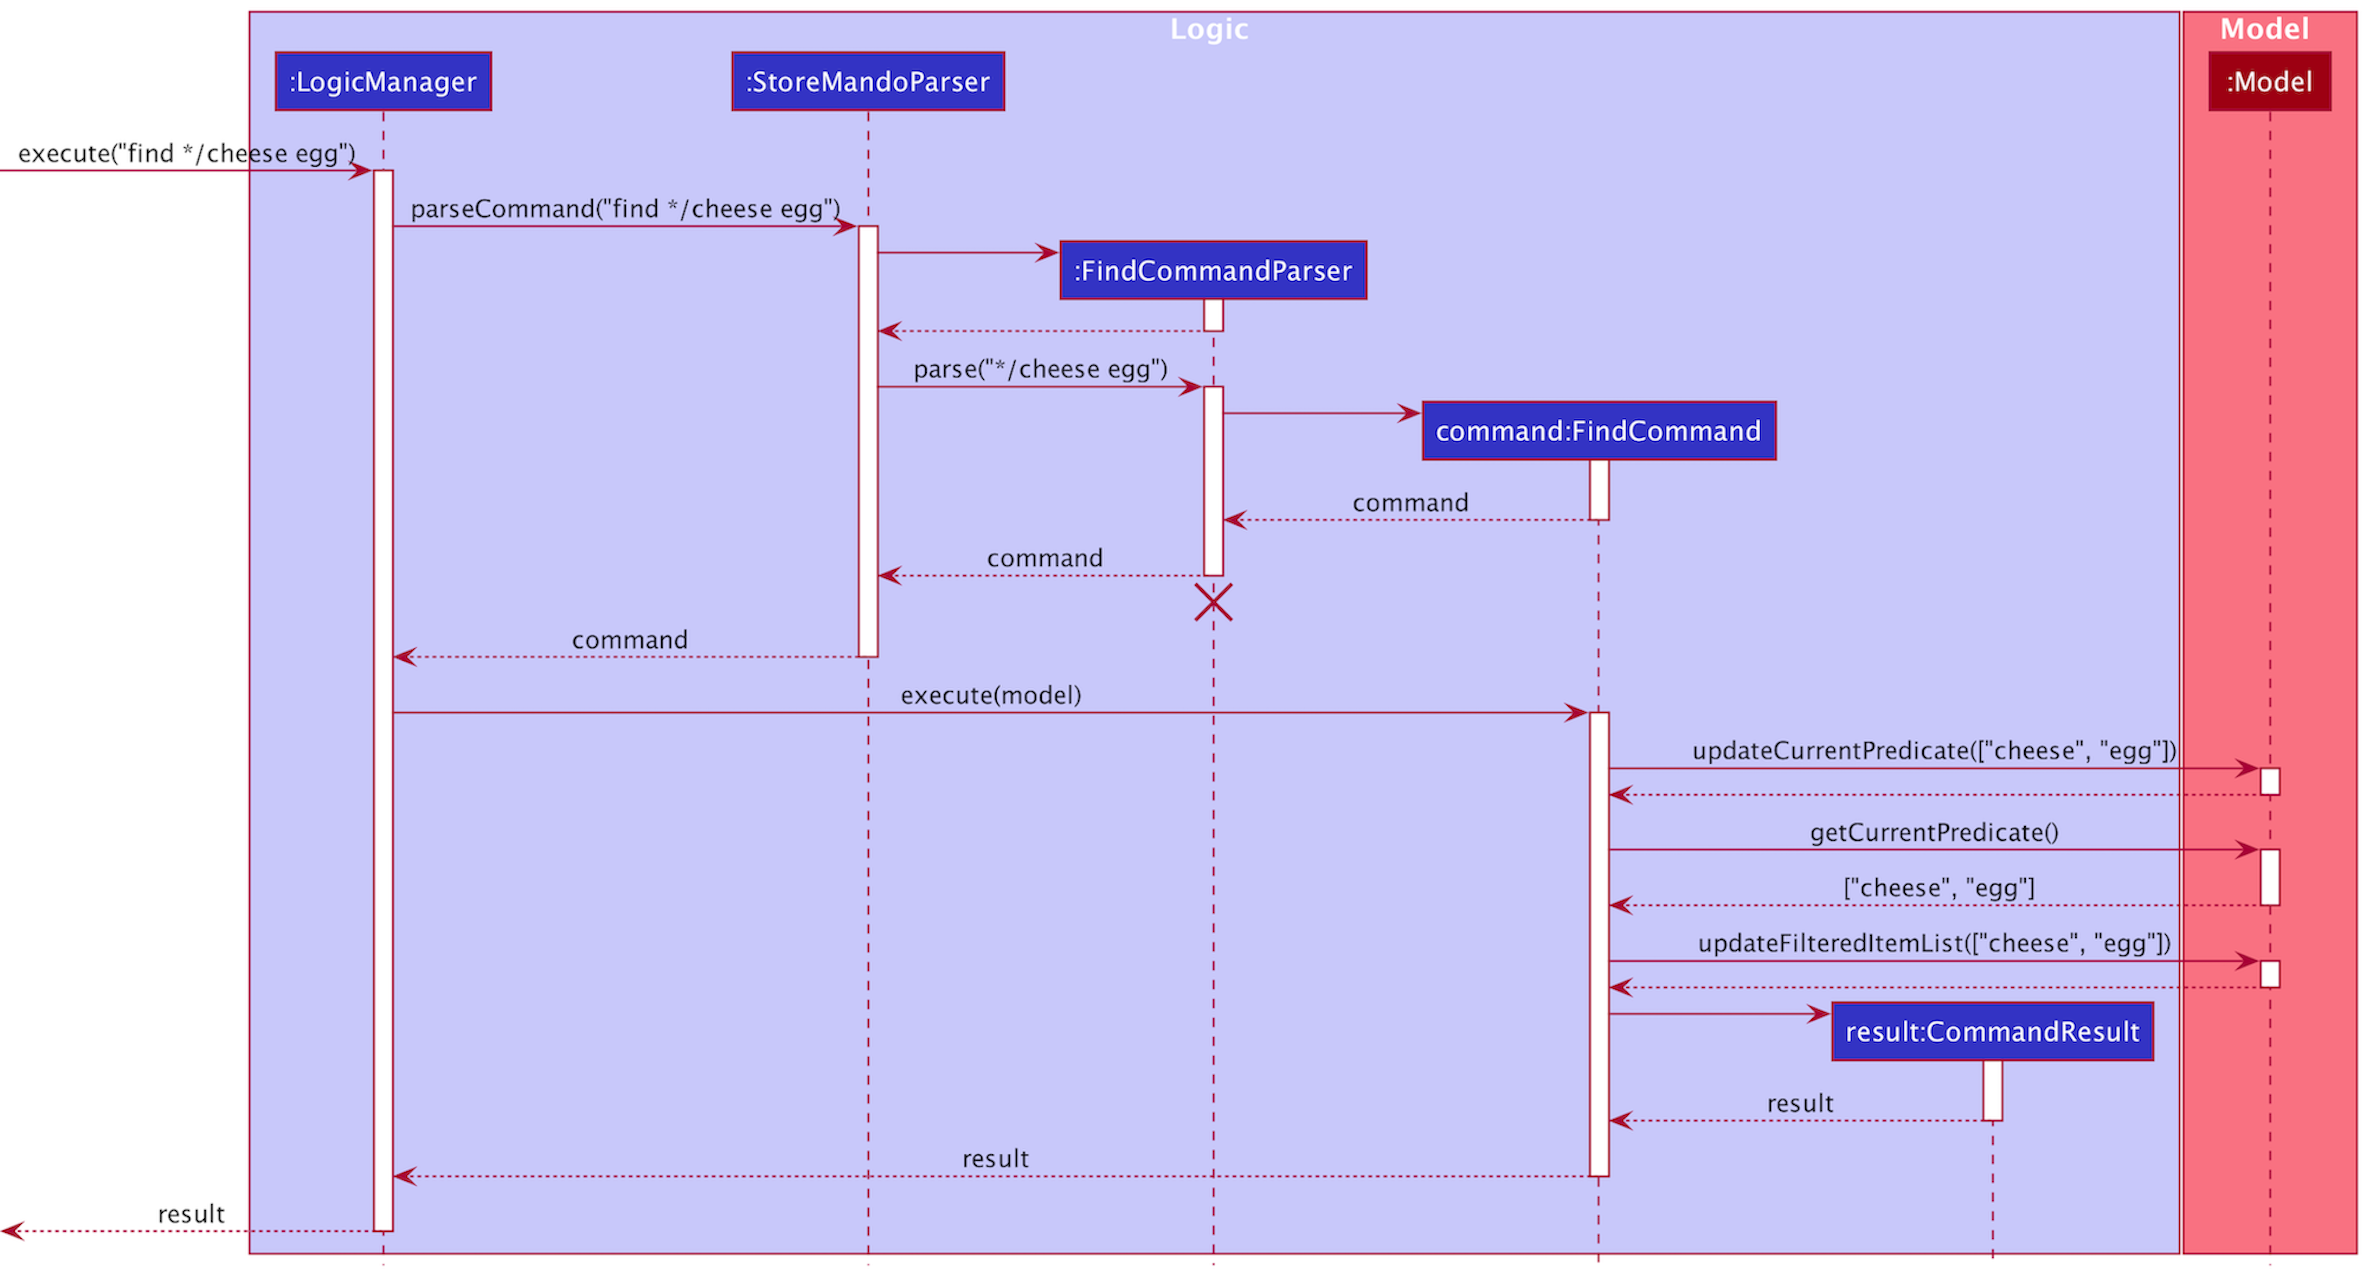 Logic
Model
:LogicManager
:StoreMandoParser
:Model
execute("find */cheese egg")
parseCommand("find */cheese egg")
:FindCommandParser
parse("*/cheese egg")
command:FindCommand
command
command
command
execute(model)
updateCurrentPredicate(["cheese", "egg"])
getCurrentPredicate()
["cheese", "egg"]
updateFilteredItemList(["cheese", "egg"])
result:CommandResult
result
result
result